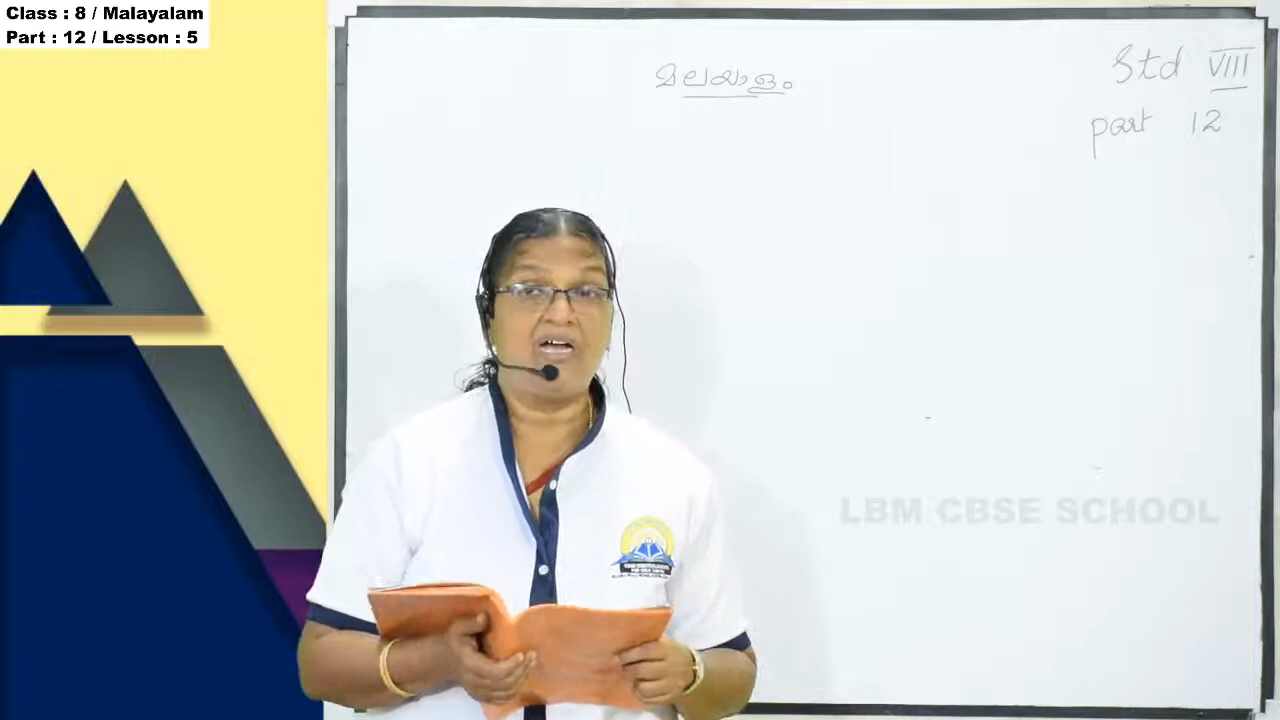 Class : 8 / Malayalam
Part : 12 / Lesson : 5
മലയാളം
Std VIII
part 12
LBM CBSE SCHOOL